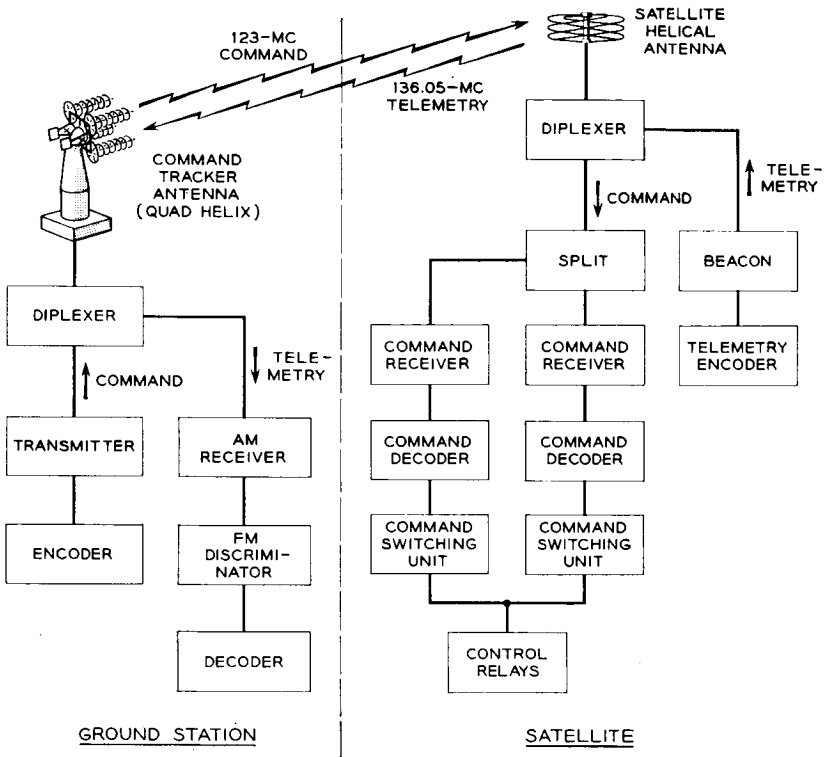 123-MC
COMMAND
136.05-MC
TELEMETRY
SATELLITE
HELICAL
ANTENNA
COMMAND
TRACKER
ANTENNA
(QUAD HELIX)
DIPLEXER
COMMAND
TELE-
METRY
TRANSMITTER
AM
RECEIVER
ENCODER
FM
DISCRIMI-
NATOR
DECODER
GROUND STATION
DIPLEXER
COMMAND
TELE-
METRY
SPLIT
BEACON
COMMAND
RECEIVER
COMMAND
RECEIVER
TELEMETRY
ENCODER
COMMAND
DECODER
COMMAND
DECODER
COMMAND
SWITCHING
UNIT
COMMAND
SWITCHING
UNIT
CONTROL
RELAYS
SATELLITE